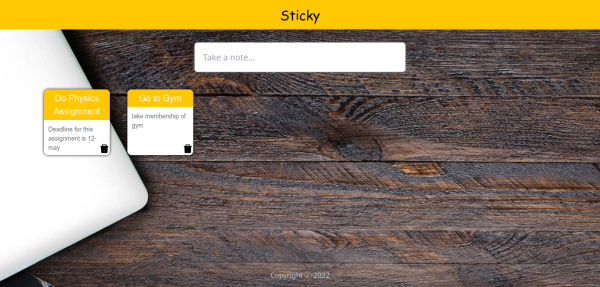 Sticky
Take a note...
Do Physics
Assignment
Deadline for this
assignment is 12-
may
Go to Gym
take membership of
gym
Copyright © 2022